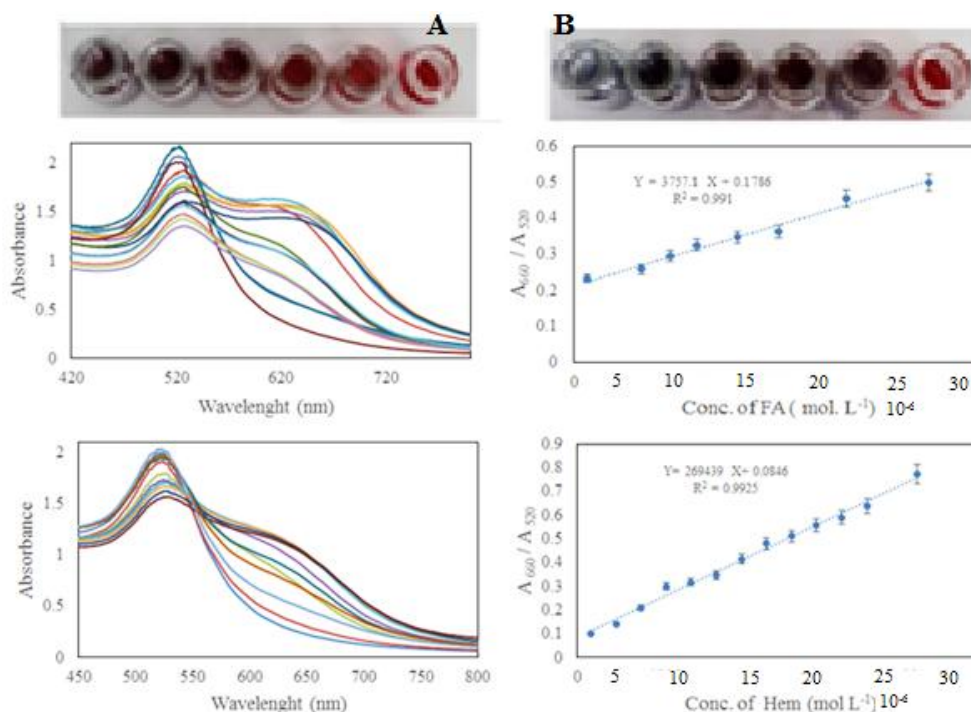 A
B
2
1.5
1
0.5
0
Absorbance
420
520
620
720
Wavelenght (nm)
0.6
0.5
0.4
0.3
0.2
0.1
0
A660 / A520
Y = 3757.1 X + 0.1786
R² = 0.991
0 5 10 15 20 25 30
Conc. of FA ( mol. L⁻¹) 10⁻⁶
2
1.5
1
0.5
0
Absorbance
450 500 550 600 650 700 750 800
Wavelenght (nm)
0.9
0.8
0.7
0.6
0.5
0.4
0.3
0.2
0.1
0
A660 / A520
Y= 269439 X+ 0.0846
R² = 0.9925
0 5 10 15 20 25 30
Conc. of Hem (mol L⁻¹) 10⁻⁶